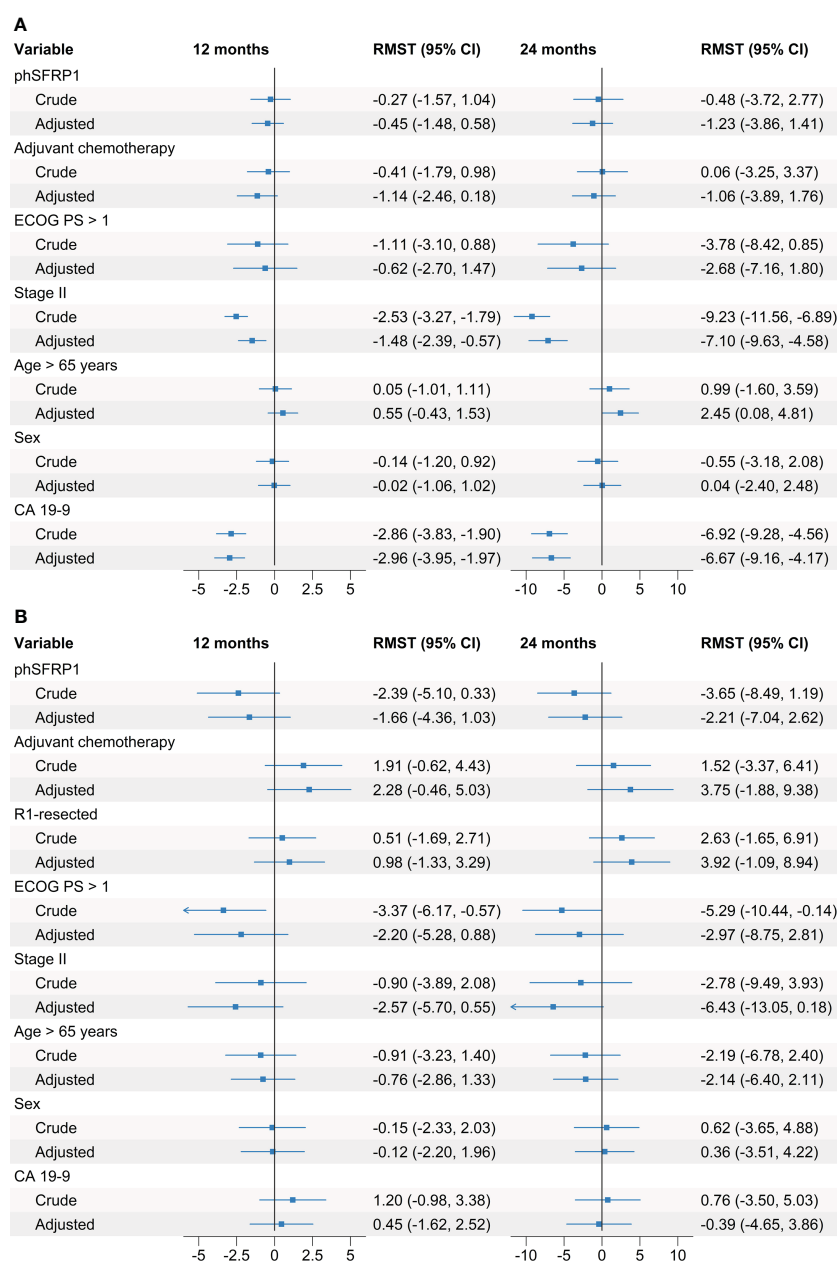 A
Variable 12 months RMST (95% CI) 24 months RMST (95% CI)
phSFRP1
Crude -0.27 (-1.57, 1.04) -0.48 (-3.72, 2.77)
Adjusted -0.45 (-1.48, 0.58) -1.23 (-3.86, 1.41)
Adjuvant chemotherapy
Crude -0.41 (-1.79, 0.98) 0.06 (-3.25, 3.37)
Adjusted -1.14 (-2.46, 0.18) -1.06 (-3.89, 1.76)
ECOG PS > 1
Crude -1.11 (-3.10, 0.88) -3.78 (-8.42, 0.85)
Adjusted -0.62 (-2.70, 1.47) -2.68 (-7.16, 1.80)
Stage II
Crude -2.53 (-3.27, -1.79) -9.23 (-11.56, -6.89)
Adjusted -1.48 (-2.39, -0.57) -7.10 (-9.63, -4.58)
Age > 65 years
Crude 0.05 (-1.01, 1.11) 0.99 (-1.60, 3.59)
Adjusted 0.55 (-0.43, 1.53) 2.45 (0.08, 4.81)
Sex
Crude -0.14 (-1.20, 0.92) -0.55 (-3.18, 2.08)
Adjusted -0.02 (-1.06, 1.02) 0.04 (-2.40, 2.48)
CA 19-9
Crude -2.86 (-3.83, -1.90) -6.92 (-9.28, -4.56)
Adjusted -2.96 (-3.95, -1.97) -6.67 (-9.16, -4.17)
-5 -2.5 0 2.5 5 -10 -5 0 5 10
B
Variable 12 months RMST (95% CI) 24 months RMST (95% CI)
phSFRP1
Crude -2.39 (-5.10, 0.33) -3.65 (-8.49, 1.19)
Adjusted -1.66 (-4.36, 1.03) -2.21 (-7.04, 2.62)
Adjuvant chemotherapy
Crude 1.91 (-0.62, 4.43) 1.52 (-3.37, 6.41)
Adjusted 2.28 (-0.46, 5.03) 3.75 (-1.88, 9.38)
R1-resected
Crude 0.51 (-1.69, 2.71) 2.63 (-1.65, 6.91)
Adjusted 0.98 (-1.33, 3.29) 3.92 (-1.09, 8.94)
ECOG PS > 1
Crude -3.37 (-6.17, -0.57) -5.29 (-10.44, -0.14)
Adjusted -2.20 (-5.28, 0.88) -2.97 (-8.75, 2.81)
Stage II
Crude -0.90 (-3.89, 2.08) -2.78 (-9.49, 3.93)
Adjusted -2.57 (-5.70, 0.55) -6.43 (-13.05, 0.18)
Age > 65 years
Crude -0.91 (-3.23, 1.40) -2.19 (-6.78, 2.40)
Adjusted -0.76 (-2.86, 1.33) -2.14 (-6.40, 2.11)
Sex
Crude -0.15 (-2.33, 2.03) 0.62 (-3.65, 4.88)
Adjusted -0.12 (-2.20, 1.96) 0.36 (-3.51, 4.22)
CA 19-9
Crude 1.20 (-0.98, 3.38) 0.76 (-3.50, 5.03)
Adjusted 0.45 (-1.62, 2.52) -0.39 (-4.65, 3.86)
-5 -2.5 0 2.5 5 -10 -5 0 5 10